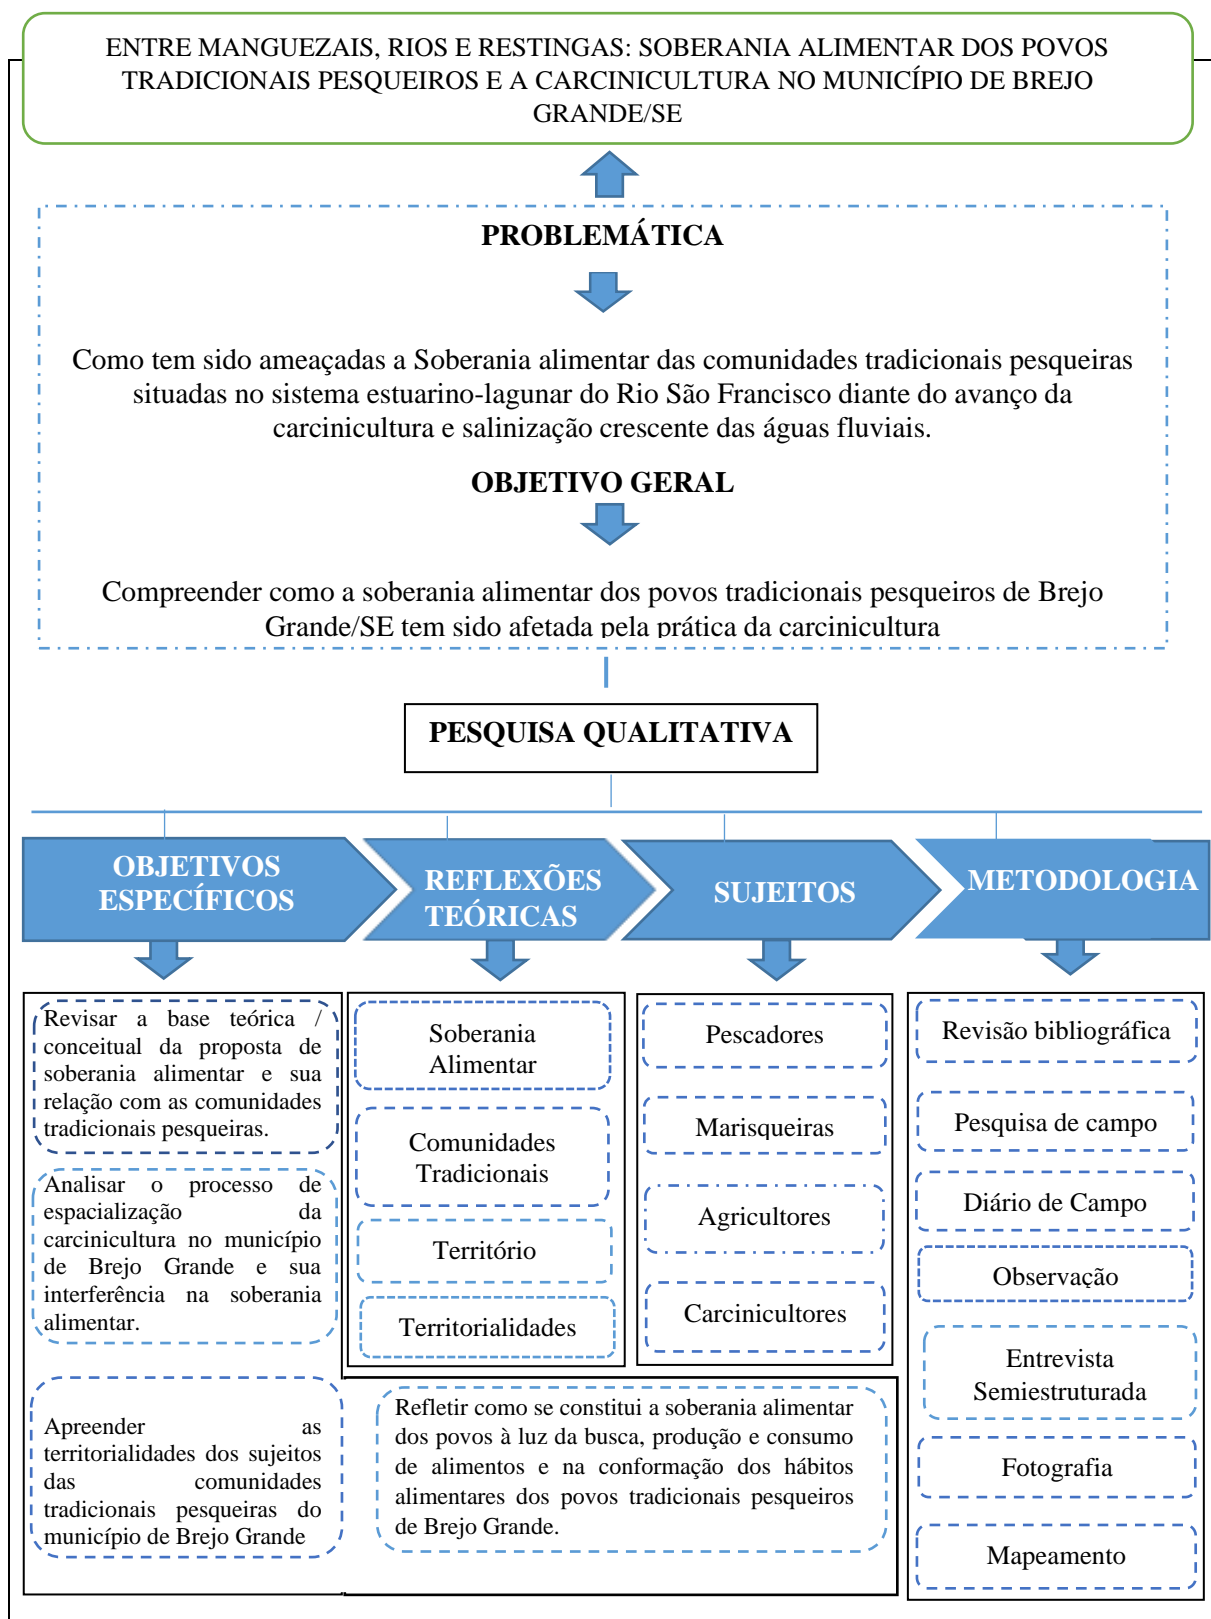 ENTRE MANGUEZAIS, RIOS E RESTINGAS: SOBERANIA ALIMENTAR DOS POVOS
TRADICIONAIS PESQUEIROS E A CARCINICULTURA NO MUNICÍPIO DE BREJO
GRANDE/SE
PROBLEMÁTICA
Como tem sido ameaçadas a Soberania alimentar das comunidades tradicionais pesqueiras
situadas no sistema estuarino-lagunar do Rio São Francisco diante do avanço da
carcinicultura e salinização crescente das águas fluviais.
OBJETIVO GERAL
Compreender como a soberania alimentar dos povos tradicionais pesqueiros de Brejo
Grande/SE tem sido afetada pela prática da carcinicultura
PESQUISA QUALITATIVA
OBJETIVOS
ESPECÍFICOS
REFLEXÕES
TEÓRICAS
SUJEITOS
METODOLOGIA
Revisar a base teórica /
conceitual da proposta de
soberania alimentar e sua
relação com as comunidades
tradicionais pesqueiras.
Analisar o processo de
espacialização da
carcinicultura no município
de Brejo Grande e sua
interferência na soberania
alimentar.
Apreender as
territorialidades dos sujeitos
das comunidades
tradicionais pesqueiras do
município de Brejo Grande
Soberania
Alimentar
Comunidades
Tradicionais
Território
Territorialidades
Refletir como se constitui a soberania alimentar
dos povos à luz da busca, produção e consumo
de alimentos e na conformação dos hábitos
alimentares dos povos tradicionais pesqueiros
de Brejo Grande.
Pescadores
Marisqueiras
Agricultores
Carcinicultores
Revisão bibliográfica
Pesquisa de campo
Diário de Campo
Observação
Entrevista
Semiestruturada
Fotografia
Mapeamento